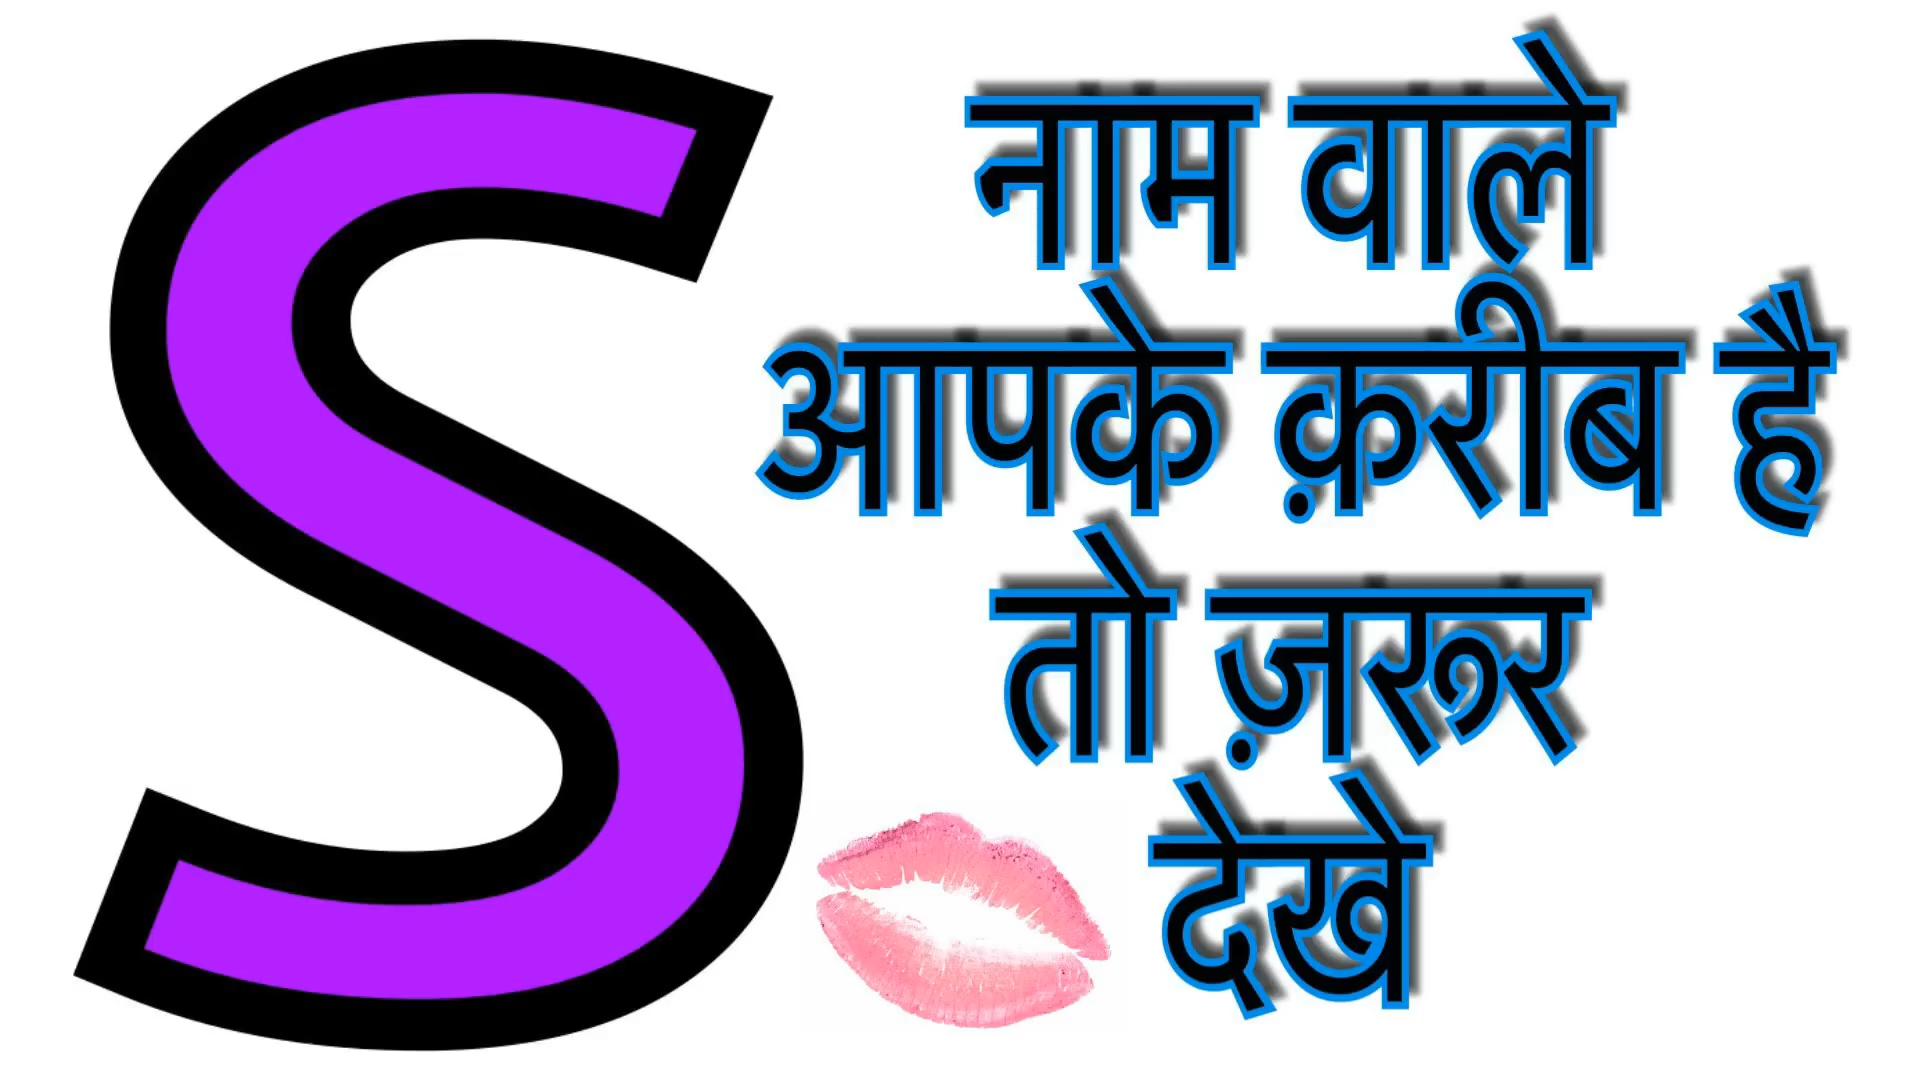 S
नाम वाले
आपके क़रीब है
तो ज़रूर
देखे